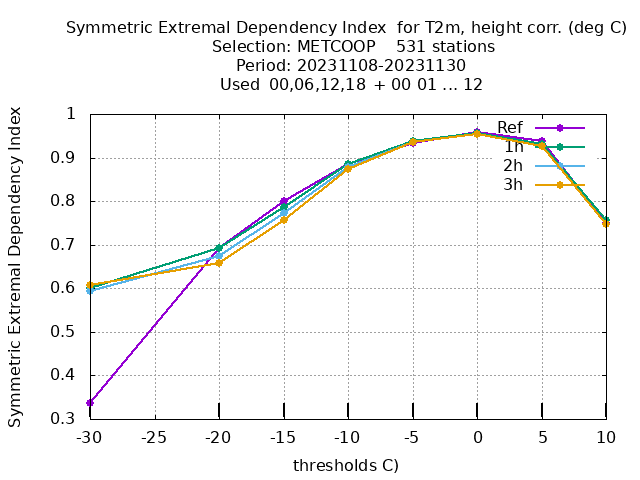 Symmetric Extremal Dependency Index  for T2m, height corr. (deg C)
Selection: METCOOP    531 stations
Period: 20231108-20231130
Used  00,06,12,18  + 00 01 ... 12
Symmetric Extremal Dependency Index
1
0.9
0.8
0.7
0.6
0.5
0.4
0.3
Ref
1h
2h
3h
-30 -25 -20 -15 -10 -5 0 5 10
thresholds C)